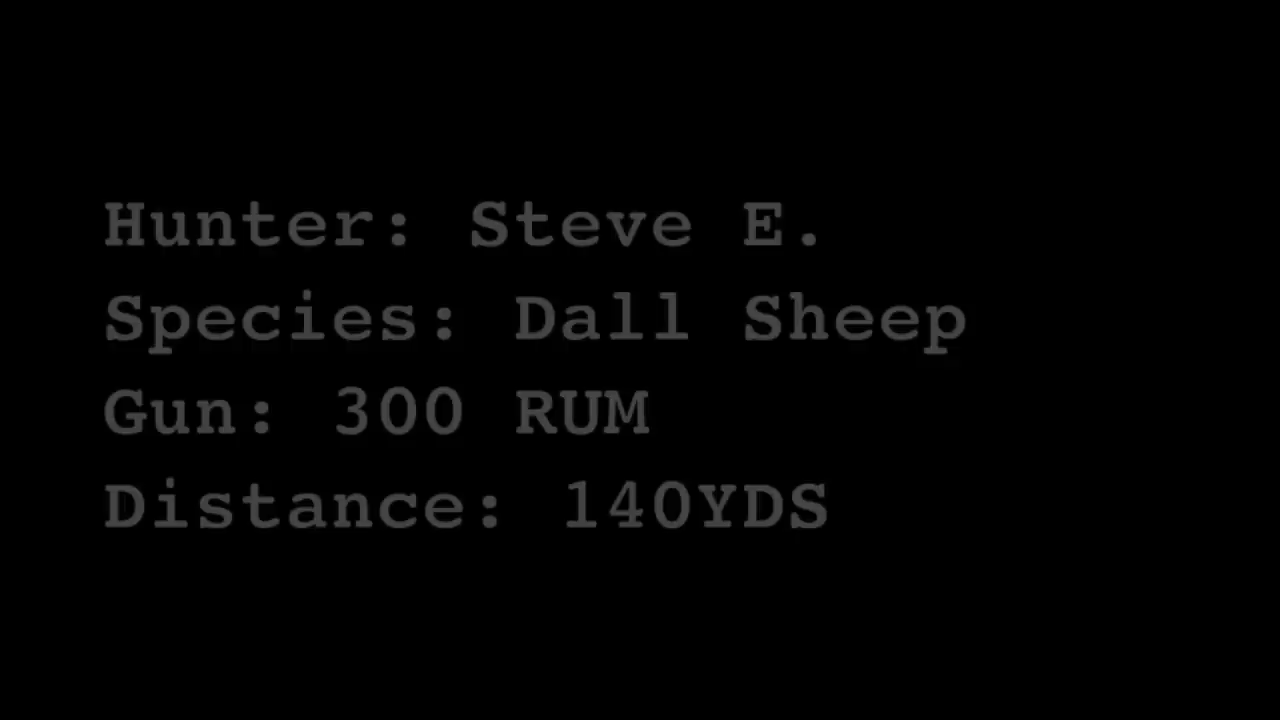 Hunter: Steve E.
Species: Dall Sheep
Gun: 300 RUM
Distance: 140YDS